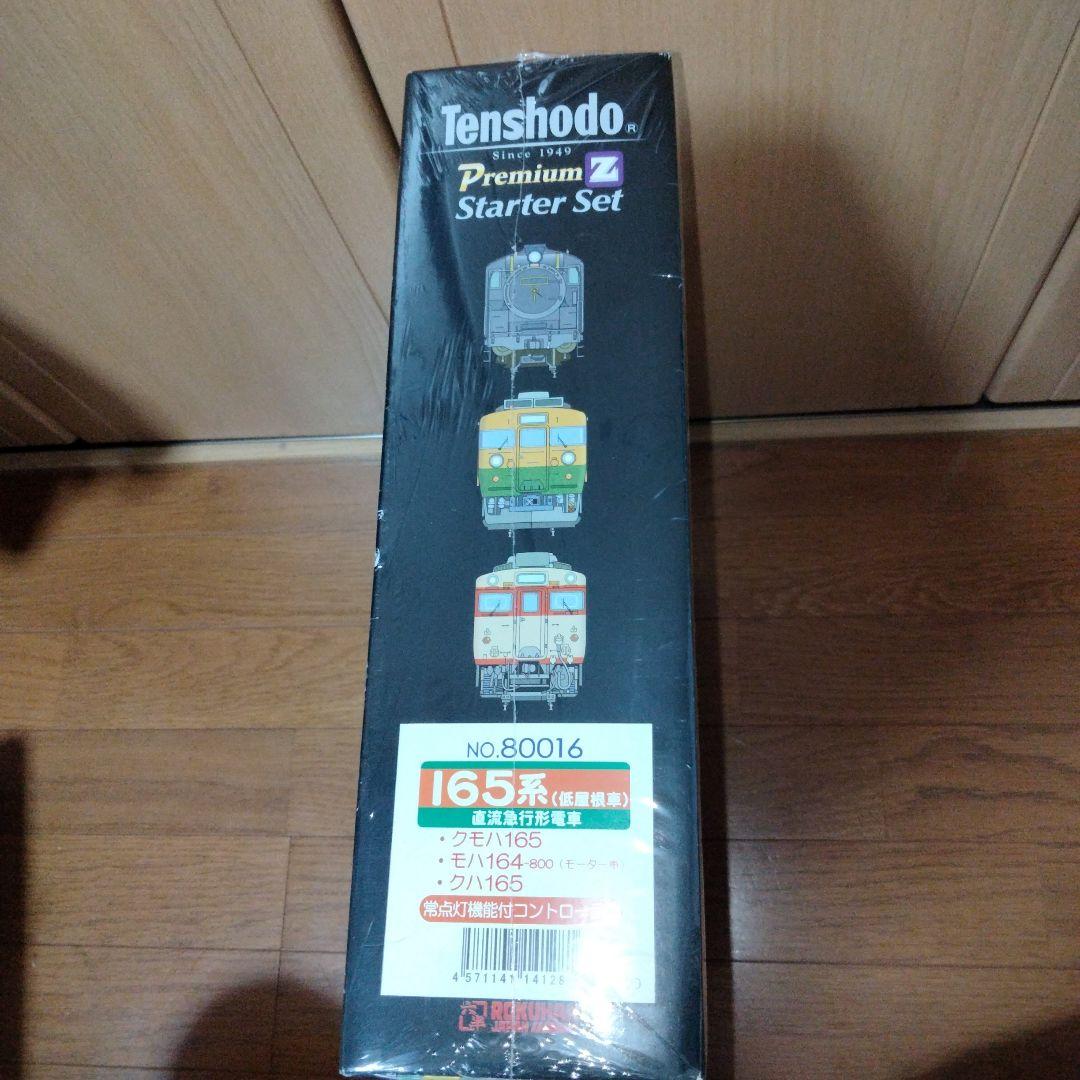 Tenshodo®
Since 1949
Premium Z
Starter Set
NO.80016
165系(低屋根車)
直流急行形電車
・クモハ165
・モハ164-800(モーター車)
・クハ165
常点灯機能付コントロー
4 571141 14128
ROKUHA